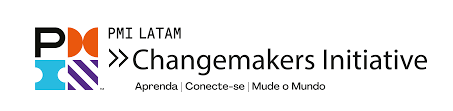 PMI LATAM
» Changemakers Initiative
Aprenda | Conecte-se | Mude o Mundo